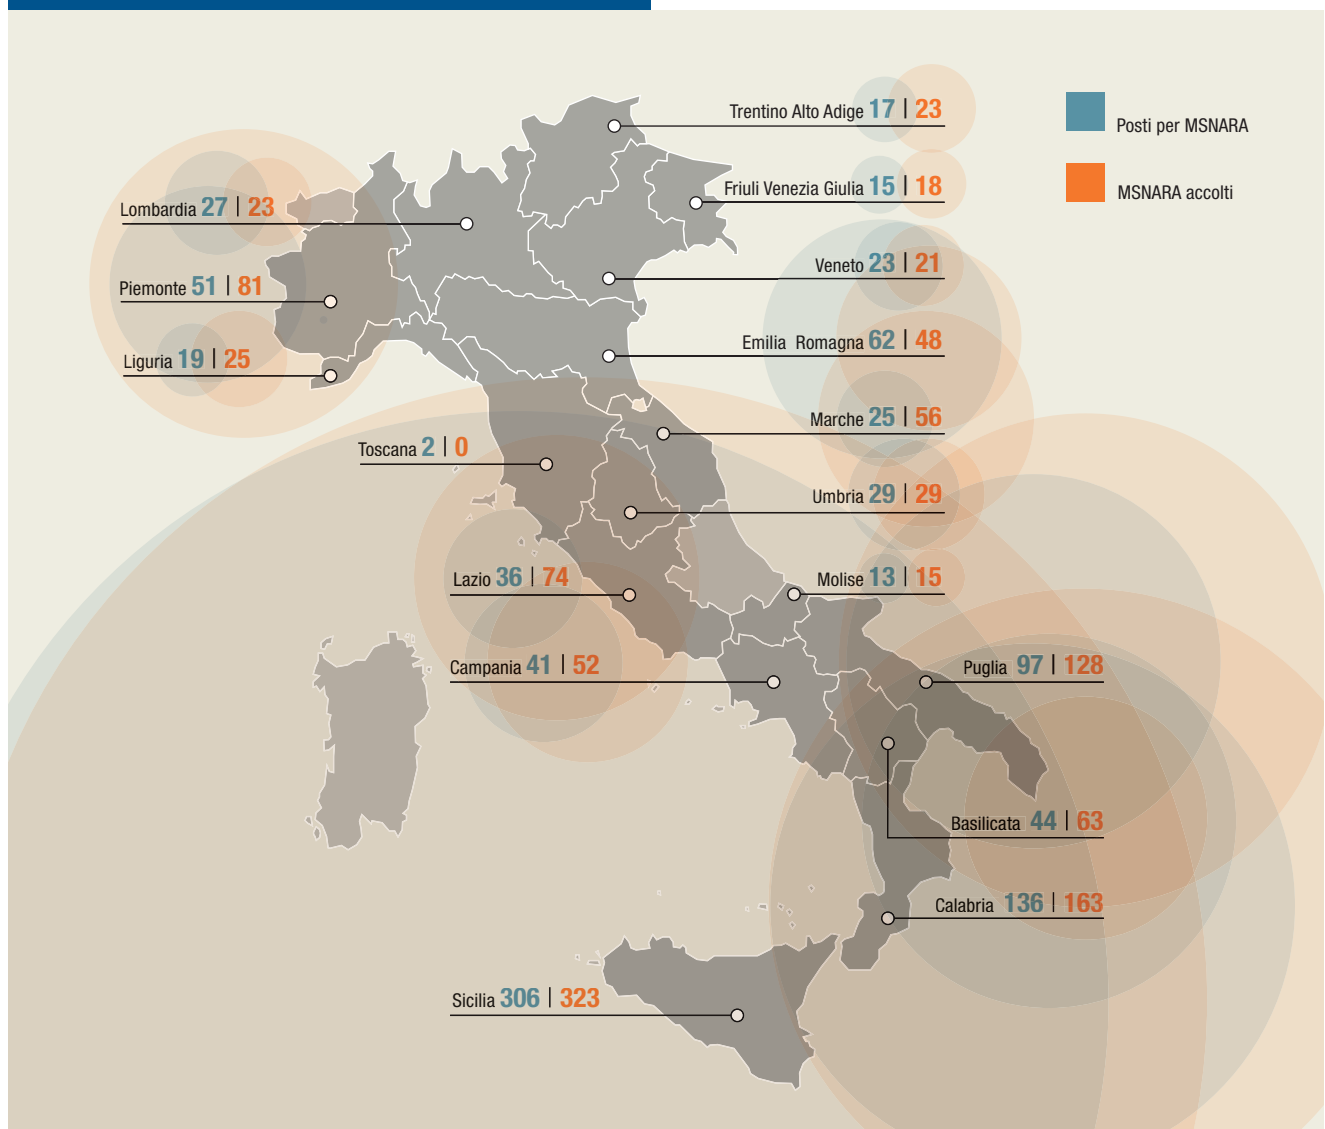 Trentino Alto Adige 17 | 23
Posti per MSNARA
Friuli Venezia Giulia 15 | 18
MSNARA accolti
Lombardia 27 | 23
Veneto 23 | 21
Piemonte 51 | 81
Emilia Romagna 62 | 48
Liguria 19 | 25
Marche 25 | 56
Toscana 2 | 0
Umbria 29 | 29
Lazio 36 | 74
Molise 13 | 15
Campania 41 | 52
Puglia 97 | 128
Basilicata 44 | 63
Calabria 136 | 163
Sicilia 306 | 323